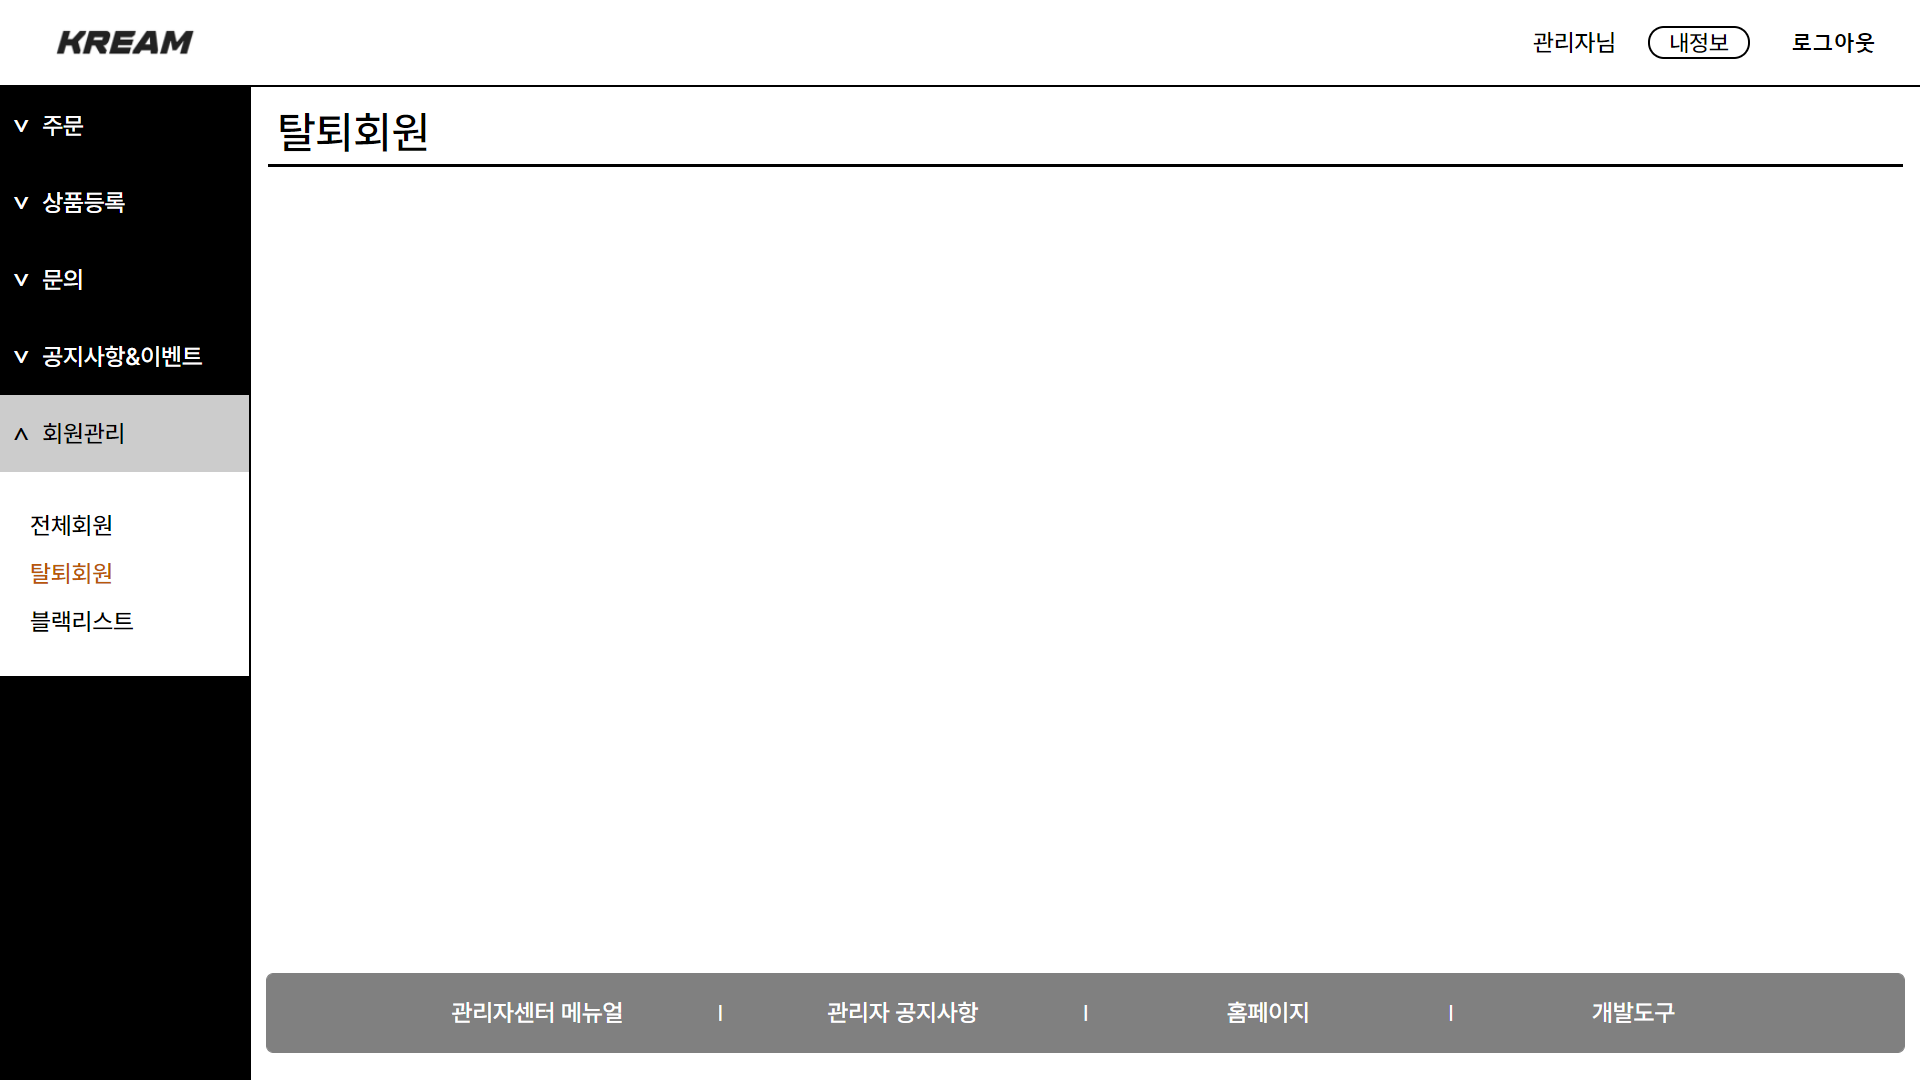 KREAM
관리자님 내정보 로그아웃
탈퇴회원
∨ 주문
∨ 상품등록
∨ 문의
∨ 공지사항&이벤트
∧ 회원관리
전체회원
탈퇴회원
블랙리스트
관리자센터 메뉴얼 | 관리자 공지사항 | 홈페이지 | 개발도구